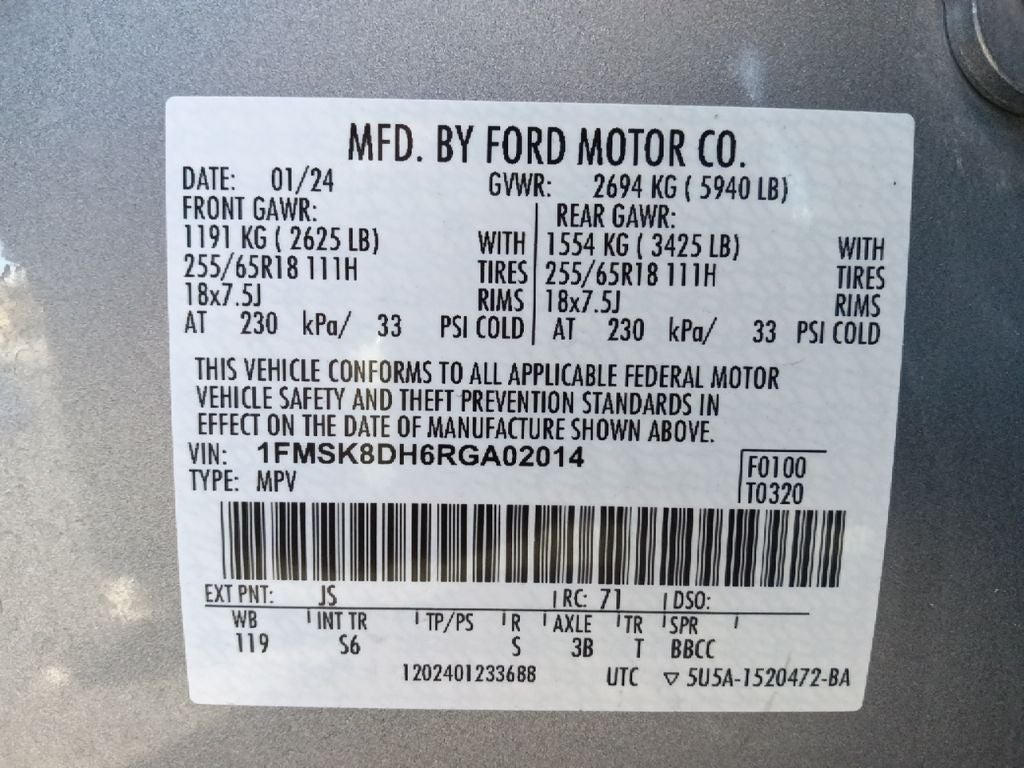 MFD. BY FORD MOTOR CO.
DATE: 01/24 GVWR: 2694 KG ( 5940 LB)
FRONT GAWR: REAR GAWR:
1191 KG ( 2625 LB) WITH 1554 KG ( 3425 LB) WITH
255/65R18 111H TIRES 255/65R18 111H TIRES
18x7.5J RIMS 18x7.5J RIMS
AT 230 kPa/ 33 PSI COLD AT 230 kPa/ 33 PSI COLD
THIS VEHICLE CONFORMS TO ALL APPLICABLE FEDERAL MOTOR
VEHICLE SAFETY AND THEFT PREVENTION STANDARDS IN
EFFECT ON THE DATE OF MANUFACTURE SHOWN ABOVE.
VIN: 1FMSK8DH6RGA02014 F0100
TYPE: MPV T0320
EXT PNT: JS RC: 71 DSO:
WB INT TR TP/PS R AXLE TR SPR
119 S6 S 3B T BBCC
1202401233688 UTC ▽ 5U5A-1520472-BA